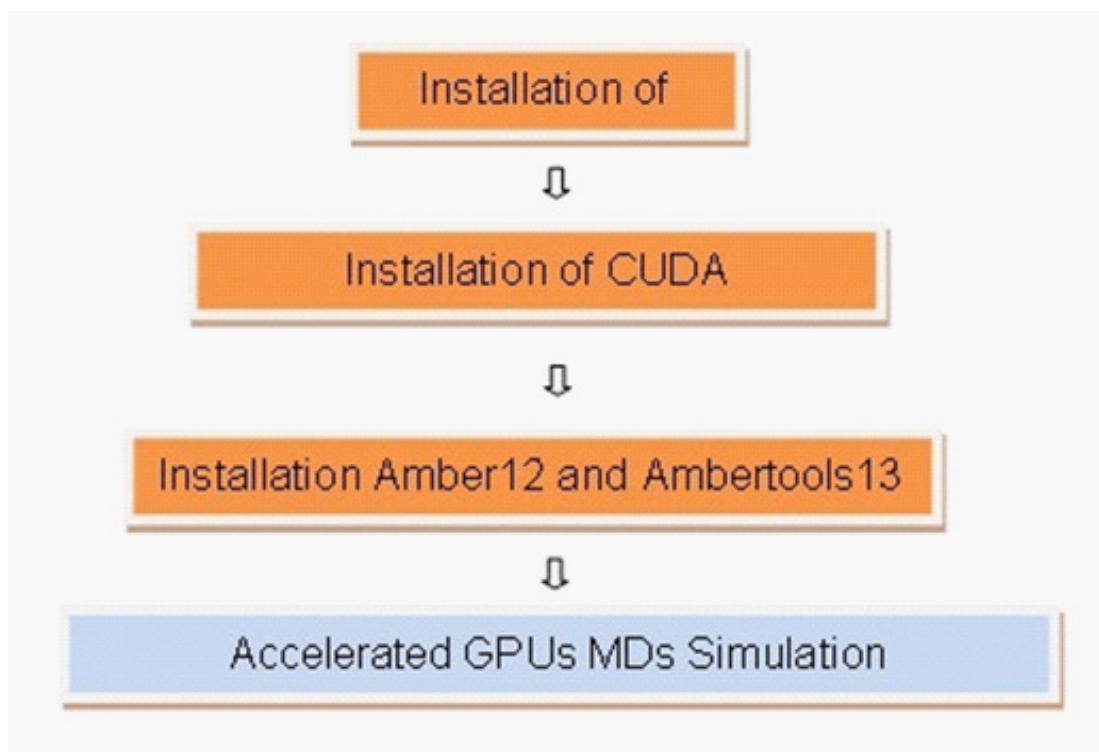 Installation of
Installation of CUDA
Installation Amber12 and Ambertools13
Accelerated GPUs MDs Simulation